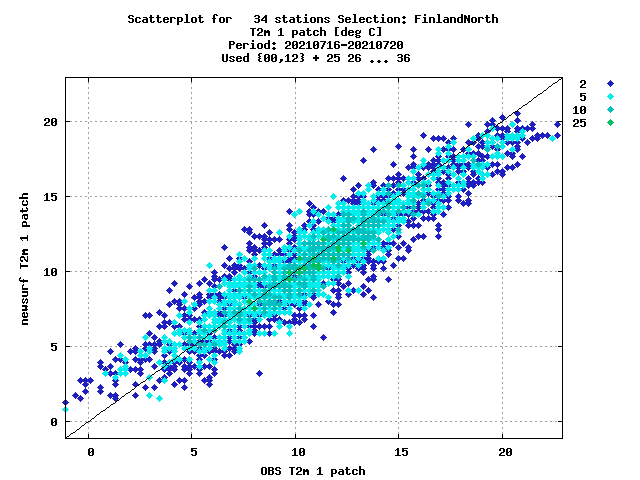 Scatterplot for   34 stations Selection: FinlandNorth
T2m 1 patch [deg C]
Period: 20210716-20210720
Used {00,12} + 25 26 ... 36
2
5
10
25
20
15
10
5
0
newsurf T2m 1 patch
0 5 10 15 20
OBS T2m 1 patch